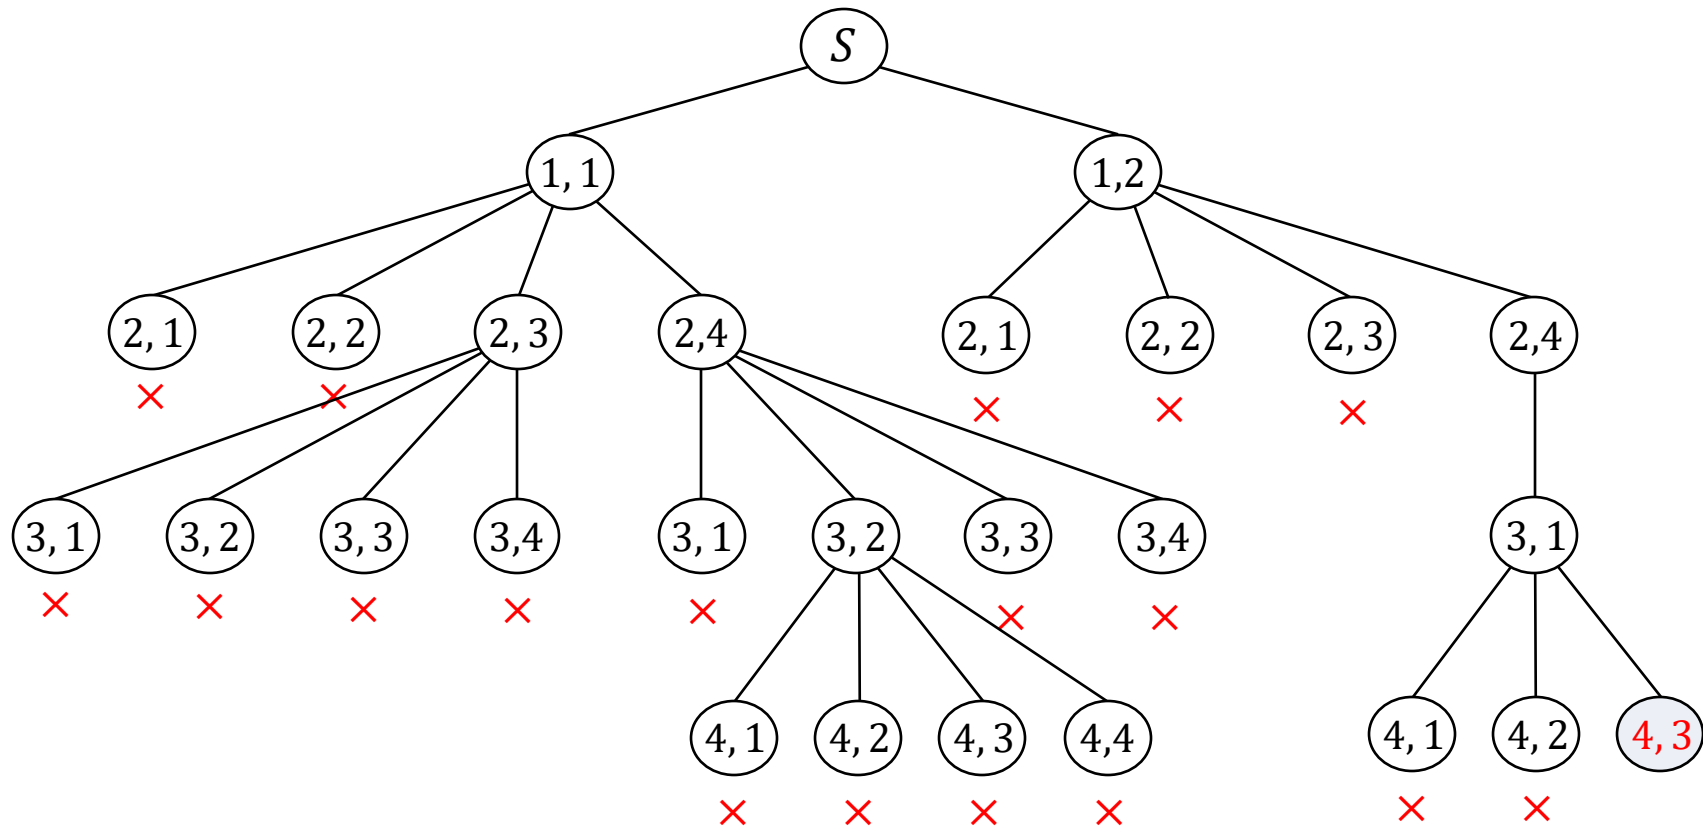 S
1, 1 1,2
2, 1 2, 2 2, 3 2,4 2, 1 2, 2 2, 3 2,4
3, 1 3, 2 3, 3 3,4 3, 1 3, 2 3, 3 3,4 3, 1
4, 1 4, 2 4, 3 4,4 4, 1 4, 2 4, 3